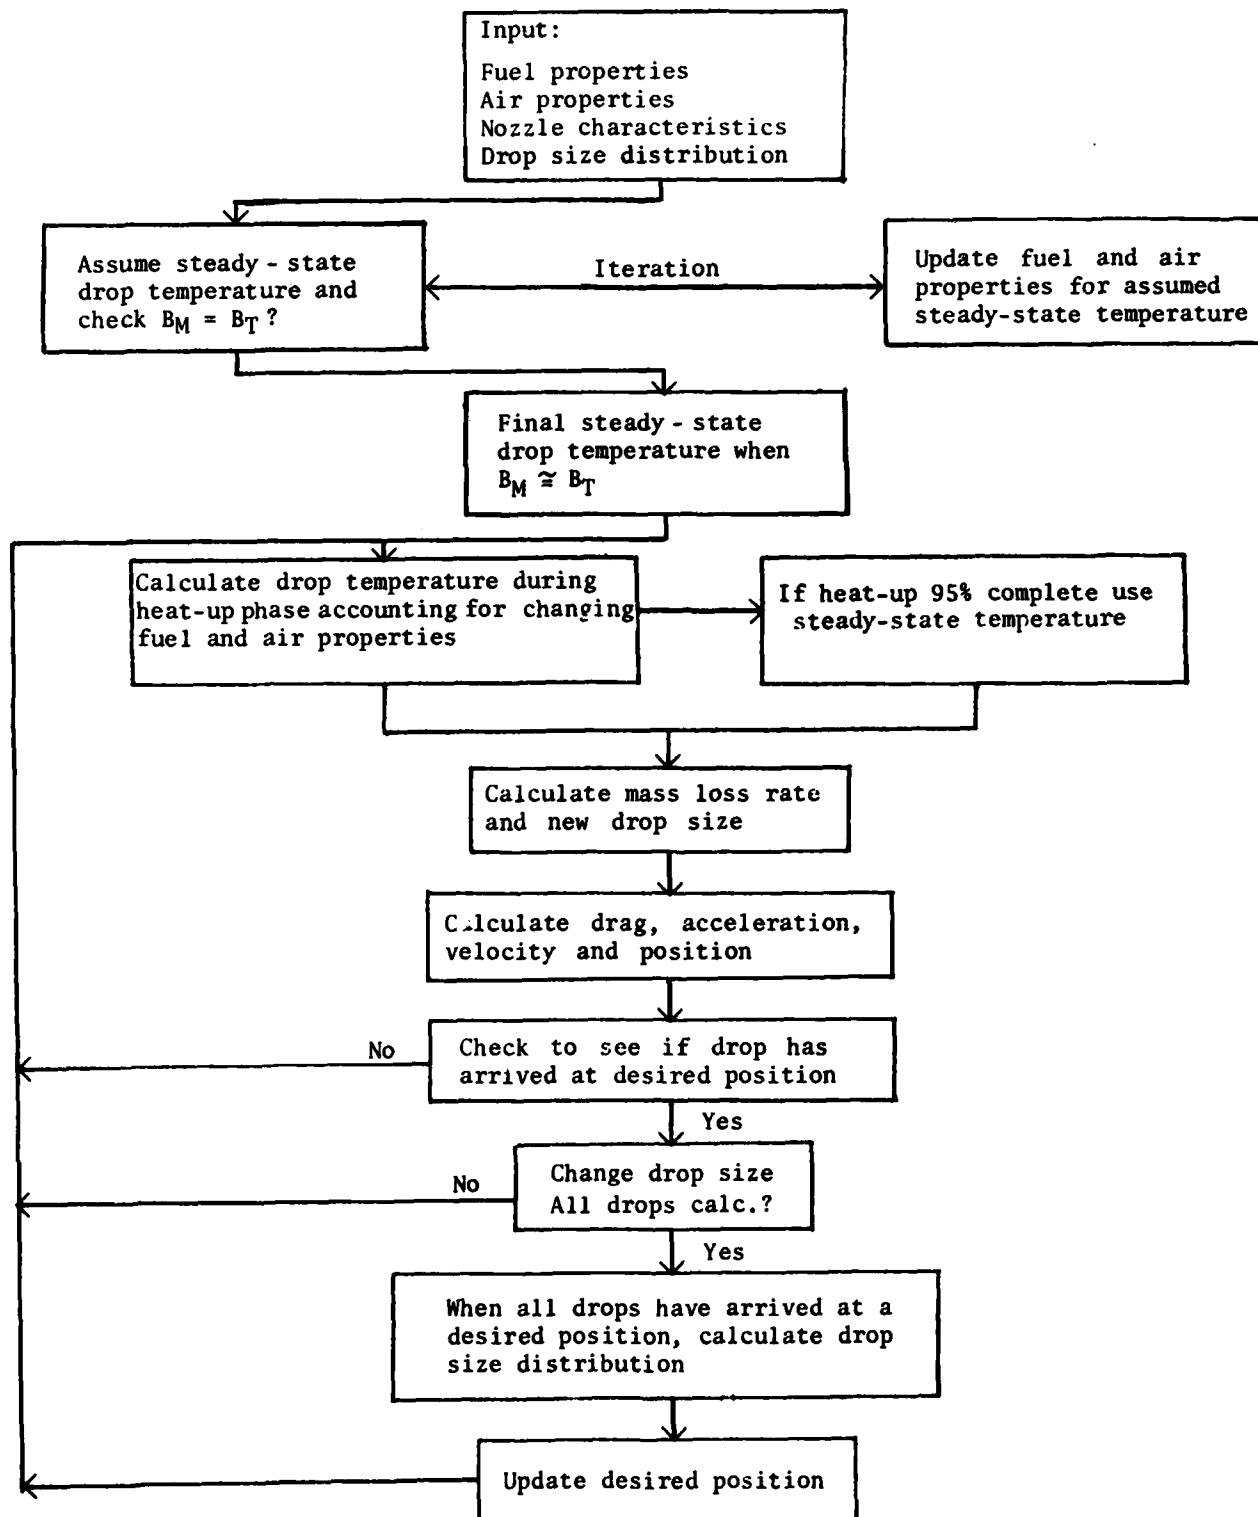 Input:
Fuel properties
Air properties
Nozzle characteristics
Drop size distribution
Assume steady - state
drop temperature and
check B_M = B_T ?
Iteration
Update fuel and air
properties for assumed
steady-state temperature
Final steady - state
drop temperature when
B_M ≅ B_T
Calculate drop temperature during
heat-up phase accounting for changing
fuel and air properties
If heat-up 95% complete use
steady-state temperature
Calculate mass loss rate
and new drop size
Calculate drag, acceleration,
velocity and position
No
Check to see if drop has
arrived at desired position
Yes
No
Change drop size
All drops calc.?
Yes
When all drops have arrived at a
desired position, calculate drop
size distribution
Update desired position